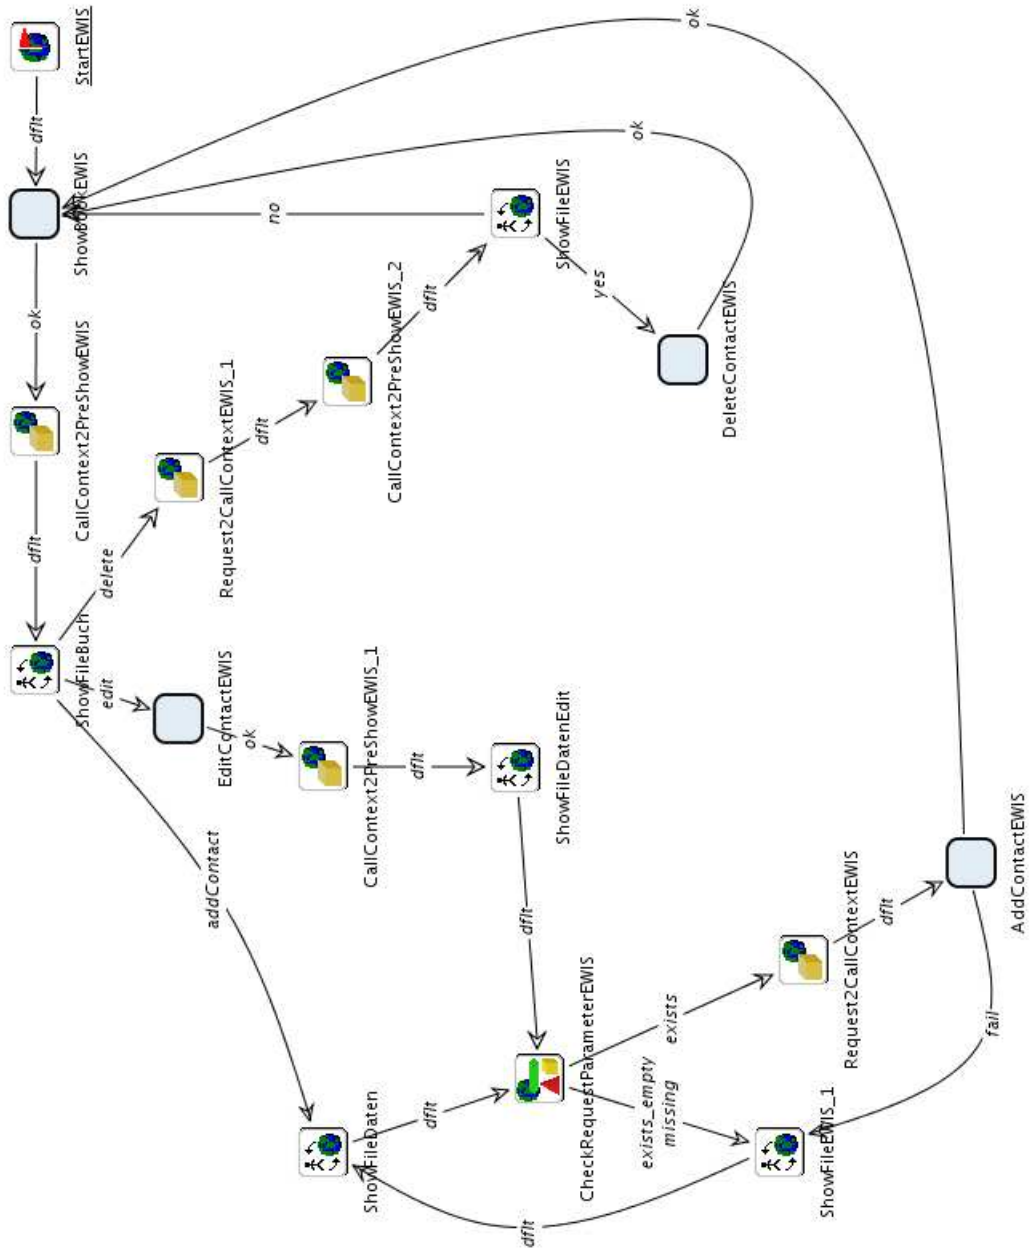 StartEWIS
dflt
ShowBookEWIS
ok
CallContext2PreShowEWIS
dflt
ShowFileBuch
delete
edit
addContact
Request2CallContextEWIS_1
dflt
CallContext2PreShowEWIS_2
dflt
ShowFileEWIS
no
yes
DeleteContactEWIS
ok
ok
EditContactEWIS
ok
CallContext2PreShowEWIS_1
dflt
ShowFileDatenEdit
dflt
ShowFileDaten
dflt
CheckRequestParameterEWIS
exists
exists_empty
missing
Request2CallContextEWIS
dflt
AddContactEWIS
fail
ShowFileEWIS_1
dflt